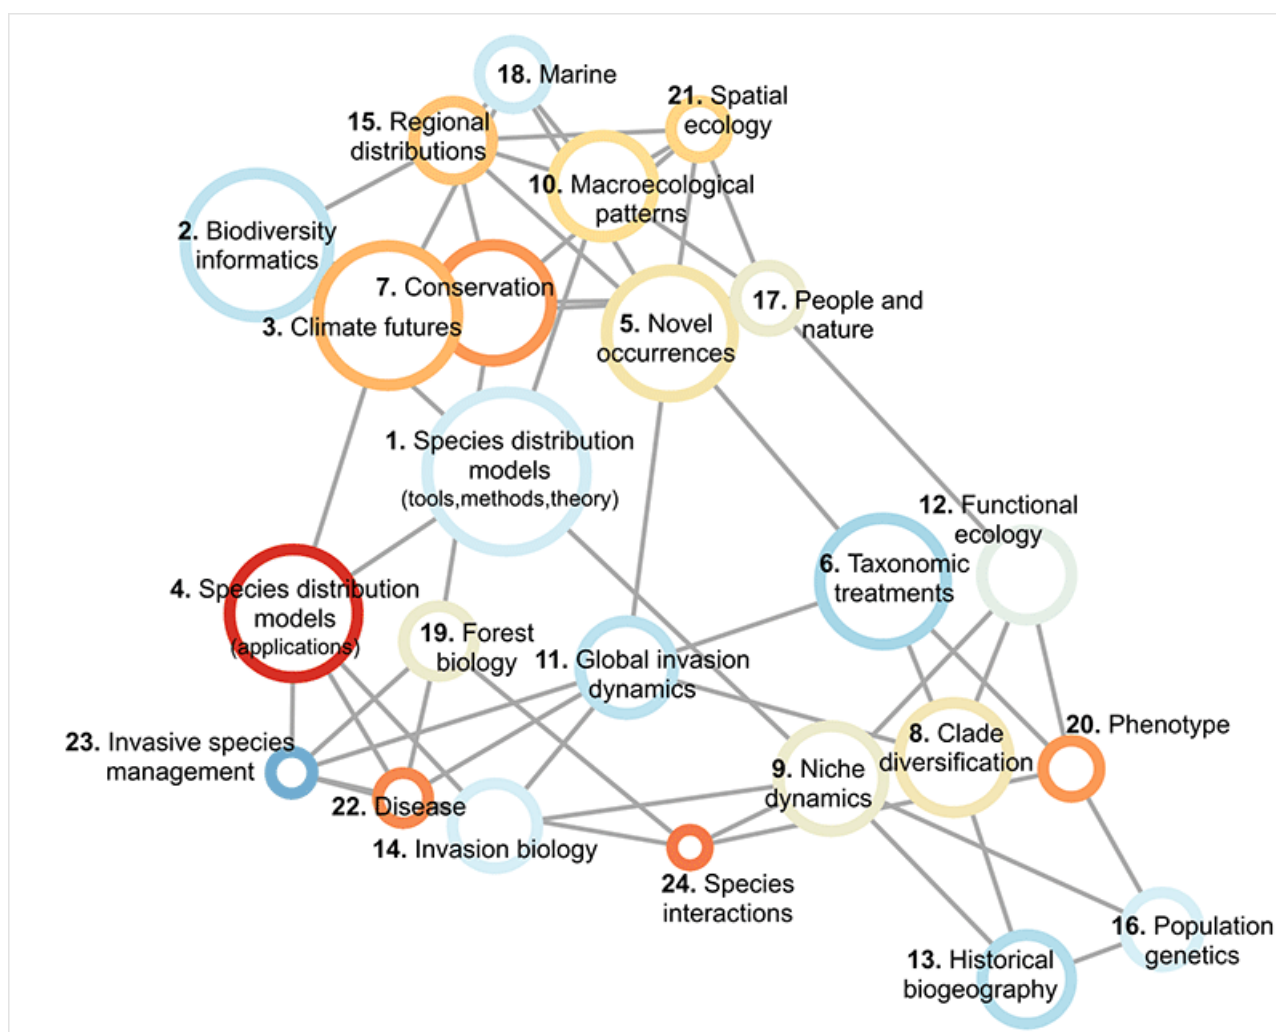 18. Marine
21. Spatial
ecology
15. Regional
distributions
10. Macroecological
patterns
2. Biodiversity
informatics
7. Conservation
3. Climate futures
17. People and
nature
5. Novel
occurrences
1. Species distribution
models
(tools,methods,theory)
12. Functional
ecology
6. Taxonomic
treatments
4. Species distribution
models
(applications)
19. Forest
biology
11. Global invasion
dynamics
20. Phenotype
8. Clade
diversification
23. Invasive species
management
9. Niche
dynamics
22. Disease
14. Invasion biology
24. Species
interactions
16. Population
genetics
13. Historical
biogeography